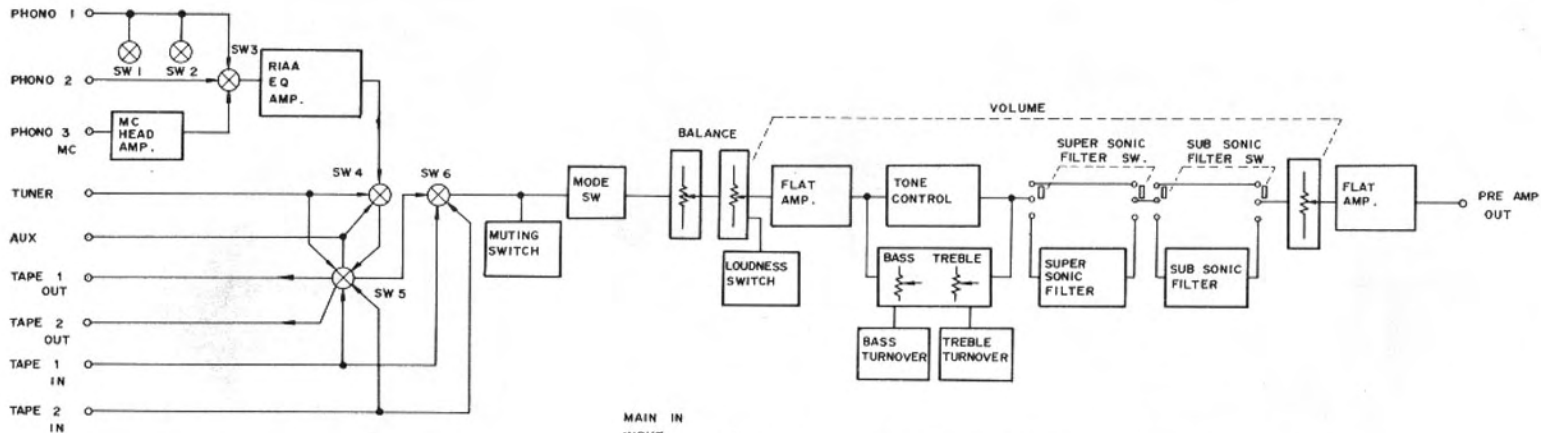 PHONO 1
SW 1
SW 2
SW3
PHONO 2
RIAA
EQ
AMP.
PHONO 3
MC
MC
HEAD
AMP.
TUNER
SW 4
SW 6
AUX
TAPE 1
OUT
SW 5
TAPE 2
OUT
TAPE 1
IN
TAPE 2
IN
MUTING
SWITCH
MODE
SW
BALANCE
VOLUME
LOUDNESS
SWITCH
FLAT
AMP.
TONE
CONTROL
BASS TREBLE
BASS
TURNOVER
TREBLE
TURNOVER
SUPER SONIC
FILTER SW.
SUB SONIC
FILTER SW
SUPER
SONIC
FILTER
SUB SONIC
FILTER
FLAT
AMP.
PRE AMP
OUT
MAIN IN